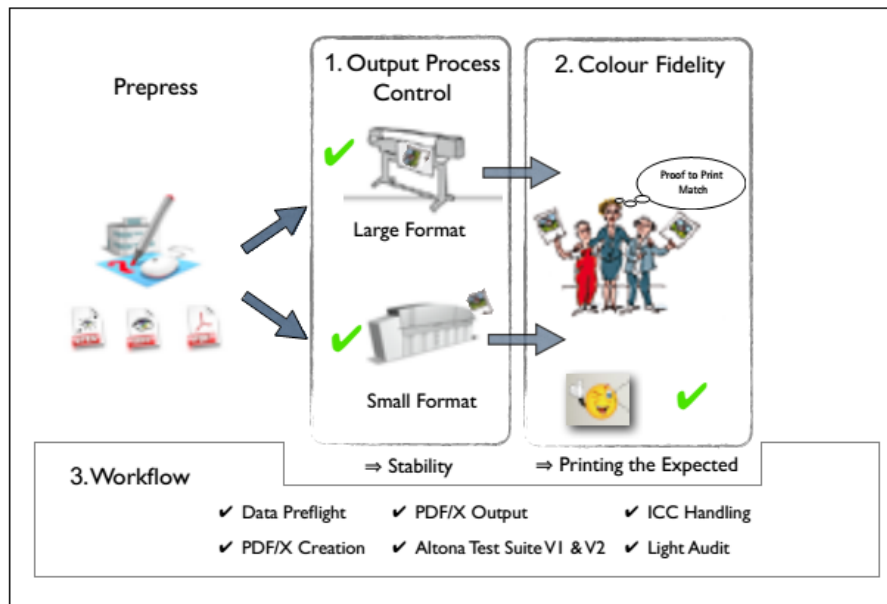 Prepress
1. Output Process
Control
Large Format
Small Format
⇒ Stability
2. Colour Fidelity
Proof to Print
Match
⇒ Printing the Expected
3. Workflow
✔ Data Preflight
✔ PDF/X Output
✔ ICC Handling
✔ PDF/X Creation
✔ Altona Test Suite V1 & V2
✔ Light Audit